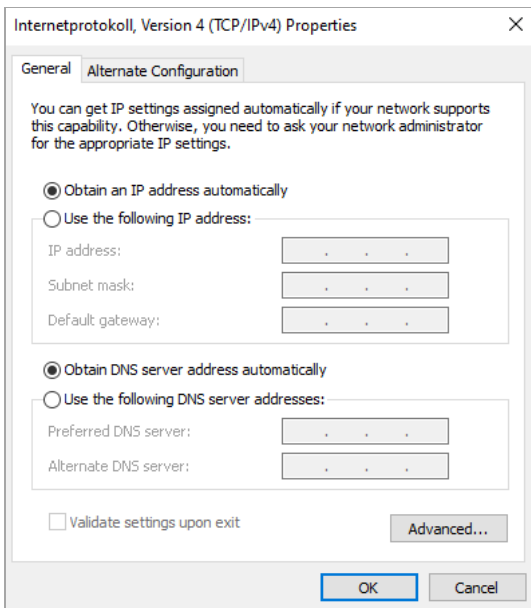 Internetprotokoll, Version 4 (TCP/IPv4) Properties
General
Alternate Configuration
You can get IP settings assigned automatically if your network supports
this capability. Otherwise, you need to ask your network administrator
for the appropriate IP settings.
Obtain an IP address automatically
Use the following IP address:
IP address:
Subnet mask:
Default gateway:
Obtain DNS server address automatically
Use the following DNS server addresses:
Preferred DNS server:
Alternate DNS server:
Validate settings upon exit
Advanced...
OK
Cancel